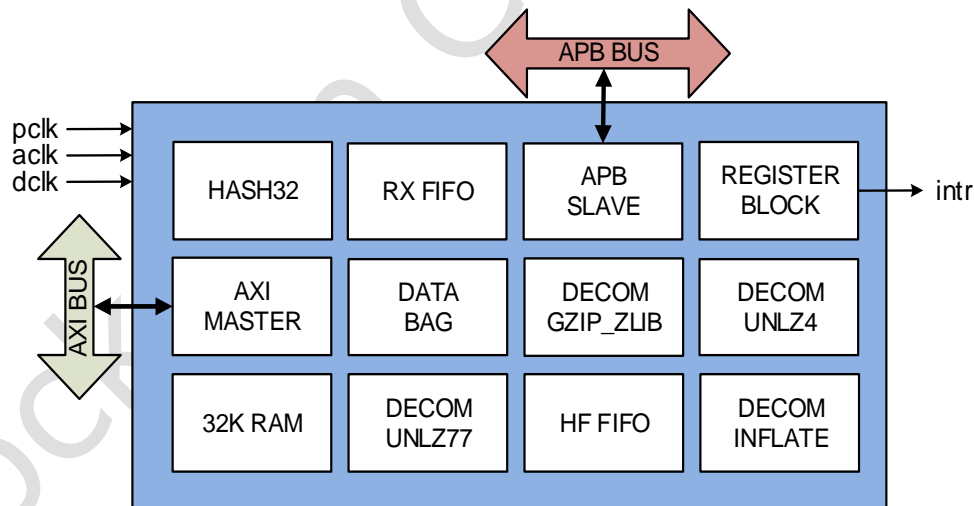 APB BUS
pclk
aclk
dclk
HASH32
RX FIFO
APB
SLAVE
REGISTER
BLOCK
intr
AXI BUS
AXI
MASTER
DATA
BAG
DECOM
GZIP_ZLIB
DECOM
UNLZ4
32K RAM
DECOM
UNLZ77
HF FIFO
DECOM
INFLATE